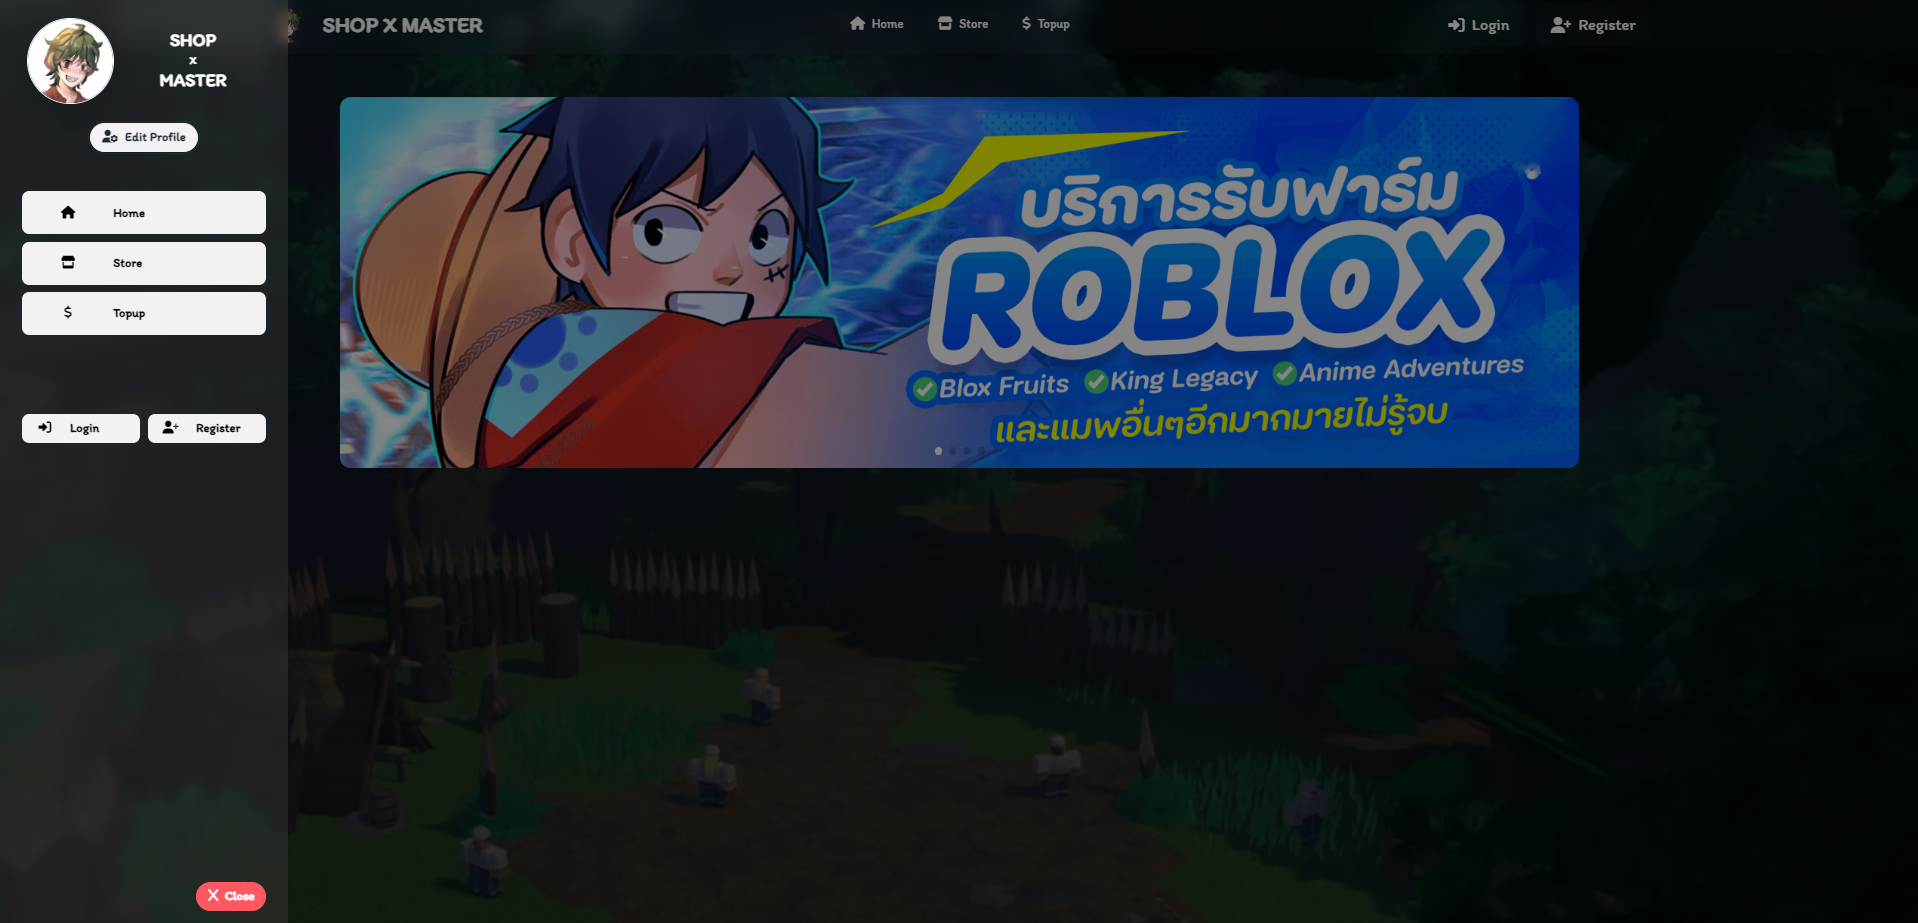 SHOP
x
MASTER
Edit Profile
Home
Store
Topup
Login
Register
Close
SHOP X MASTER
Home
Store
Topup
Login
Register
บริการรับฟาร์ม
ROBLOX
Blox Fruits King Legacy Anime Adventures
และแมพอื่นๆอีกมากมายไม่รู้จบ